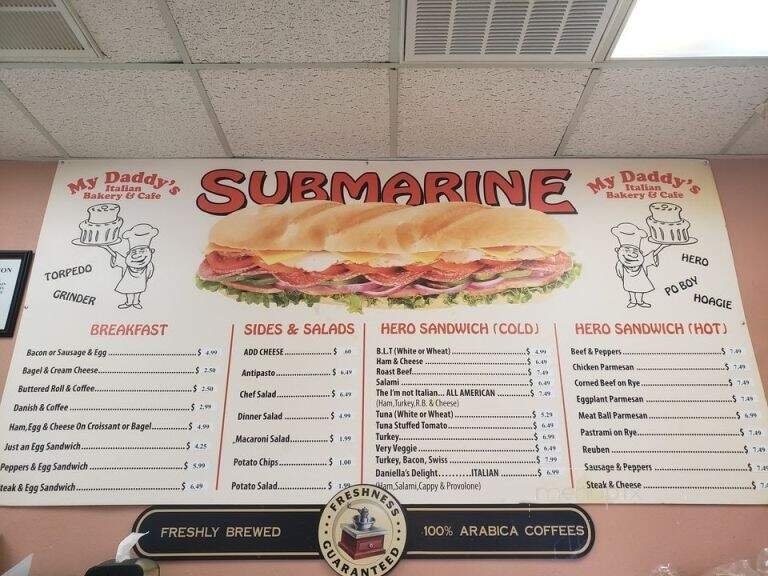 My Daddy's
Italian
Bakery & Cafe
SUBMARINE
My Daddy's
Italian
Bakery & Cafe
TORPEDO
GRINDER
HERO
PO BOY
HOAGIE
BREAKFAST
Bacon or Sausage & Egg $ 4.99
Bagel & Cream Cheese $ 2.50
Buttered Roll & Coffee $ 2.50
Danish & Coffee $ 2.99
Ham,Egg & Cheese On Croissant or Bagel $ 4.99
Just an Egg Sandwich $ 4.25
Peppers & Egg Sandwich $ 5.99
teak & Egg Sandwich $ 6.49
SIDES & SALADS
ADD CHEESE $ .60
Antipasto $ 6.49
Chef Salad $ 6.49
Dinner Salad $ 4.99
Macaroni Salad $ 1.99
Potato Chips $ 1.00
Potato Salad $ 1.99
HERO SANDWICH (COLD)
B.L.T (White or Wheat) $ 4.99
Ham & Cheese $ 6.49
Roast Beef $ 7.49
Salami $ 6.49
The I'm not Italian... ALL AMERICAN $ 7.49
(Ham,Turkey,R.B. & Cheese)
Tuna (White or Wheat) $ 5.29
Tuna Stuffed Tomato $ 6.49
Turkey $ 6.99
Very Veggie $ 6.49
Turkey, Bacon, Swiss $ 7.99
Daniella's Delight..........ITALIAN $ 6.99
(Ham,Salami,Cappy & Provolone)
HERO SANDWICH (HOT)
Beef & Peppers $ 7.49
Chicken Parmesan $ 7.49
Corned Beef on Rye $ 7.49
Eggplant Parmesan $ 7.49
Meat Ball Parmesan $ 6.99
Pastrami on Rye $ 7.49
Reuben $ 7.49
Sausage & Peppers $ 7.49
Steak & Cheese $ 7.
FRESHLY BREWED
FRESHNESS
GUARANTEED
100% ARABICA COFFEES